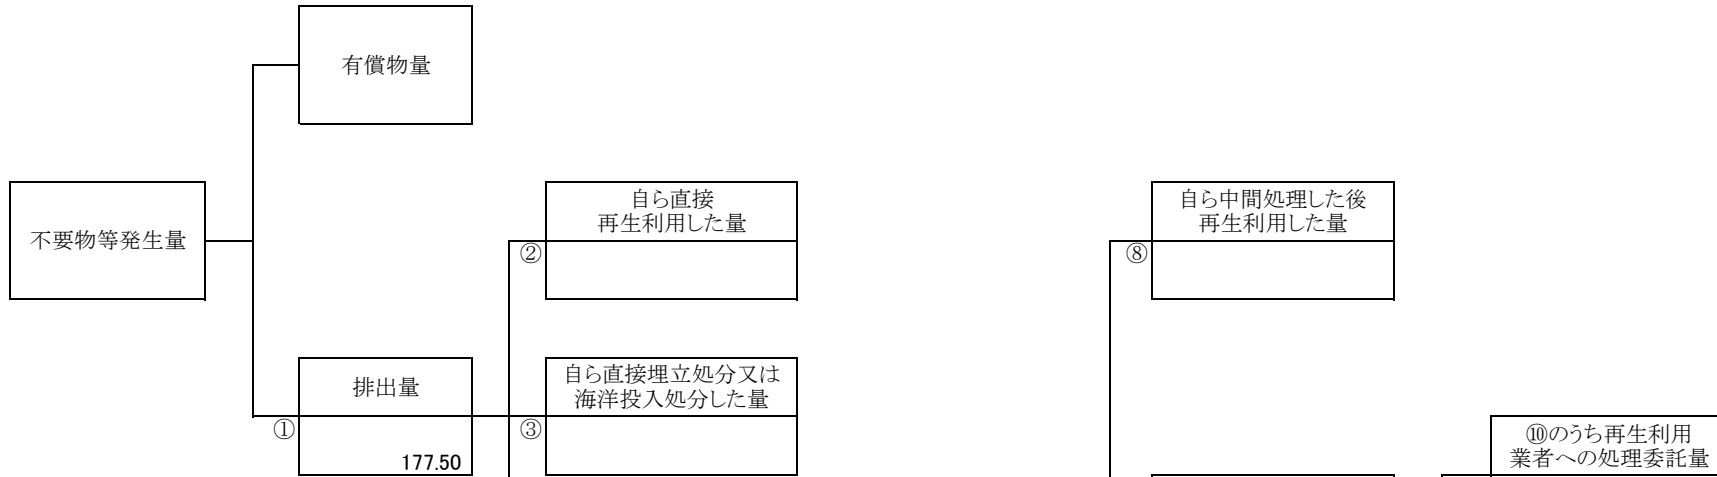 有償物量
不要物等発生量
自ら直接
再生利用した量
②
自ら中間処理した後
再生利用した量
⑧
排出量
①
177.50
自ら直接埋立処分又は
海洋投入処分した量
③
⑩のうち再生利用
業者への処理委託量